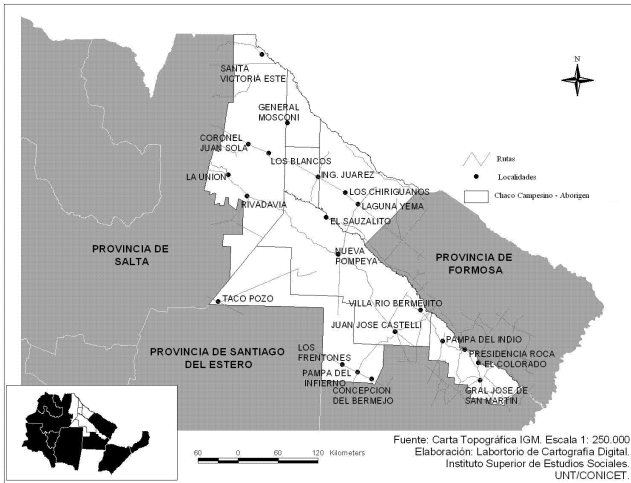 SANTA
VICTORIA ESTE
N
GENERAL
MOSCONI
CORONEL
JUAN SOLA
LOS BLANCOS
Rutas
LA UNION
ING. JUAREZ
Localidades
LOS CHIRIGUANOS
Chaco Campesino - Aborigen
RIVADAVIA
LAGUNA YEMA
EL SAUZALITO
PROVINCIA DE
SALTA
NUEVA
POMPEYA
PROVINCIA DE
FORMOSA
TACO POZO
VILLA RIO BERMEJITO
JUAN JOSE CASTELLI
PAMPA DEL INDIO
PROVINCIA DE SANTIAGO
DEL ESTERO
LOS
FRENTONES
PRESIDENCIA ROCA
EL COLORADO
PAMPA DEL
INFIERNO
CONCEPCION
DEL BERMEJO
GRAL JOSE DE
SAN MARTIN
60 0 60 120 Kilometers
Fuente: Carta Topográfica IGM. Escala 1: 250.000
Elaboración: Labortorio de Cartografía Digital.
Instituto Superior de Estudios Sociales.
UNT/CONICET.